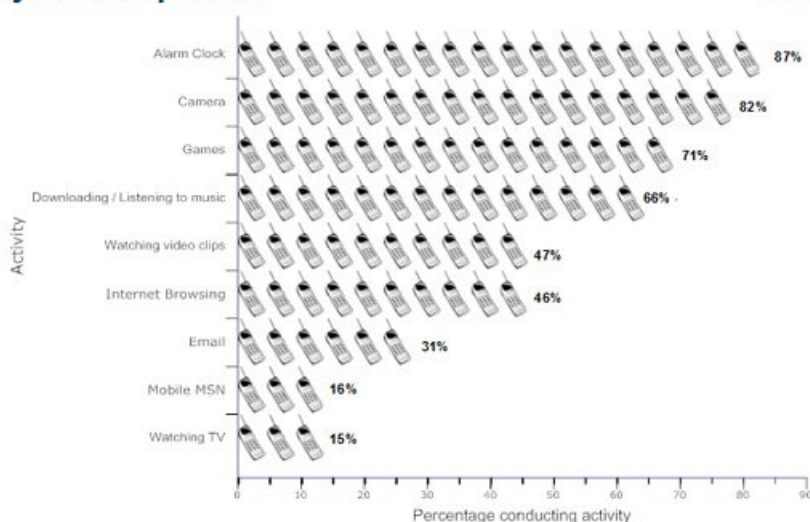 Alarm Clock
87%
Camera
82%
Games
71%
Downloading / Listening to music
66%
Watching video clips
47%
Internet Browsing
46%
Email
31%
Mobile MSN
16%
Watching TV
15%
Activity
0 10 20 30 40 50 60 70 80 90
Percentage conducting activity